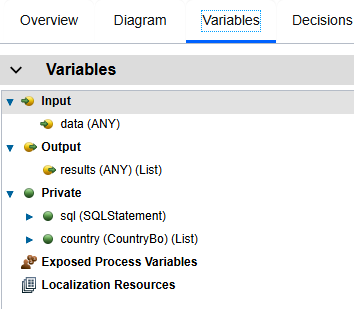 Overview Diagram Variables Decisions
Variables
Input
data (ANY)
Output
results (ANY) (List)
Private
sql (SQLStatement)
country (CountryBo) (List)
Exposed Process Variables
Localization Resources